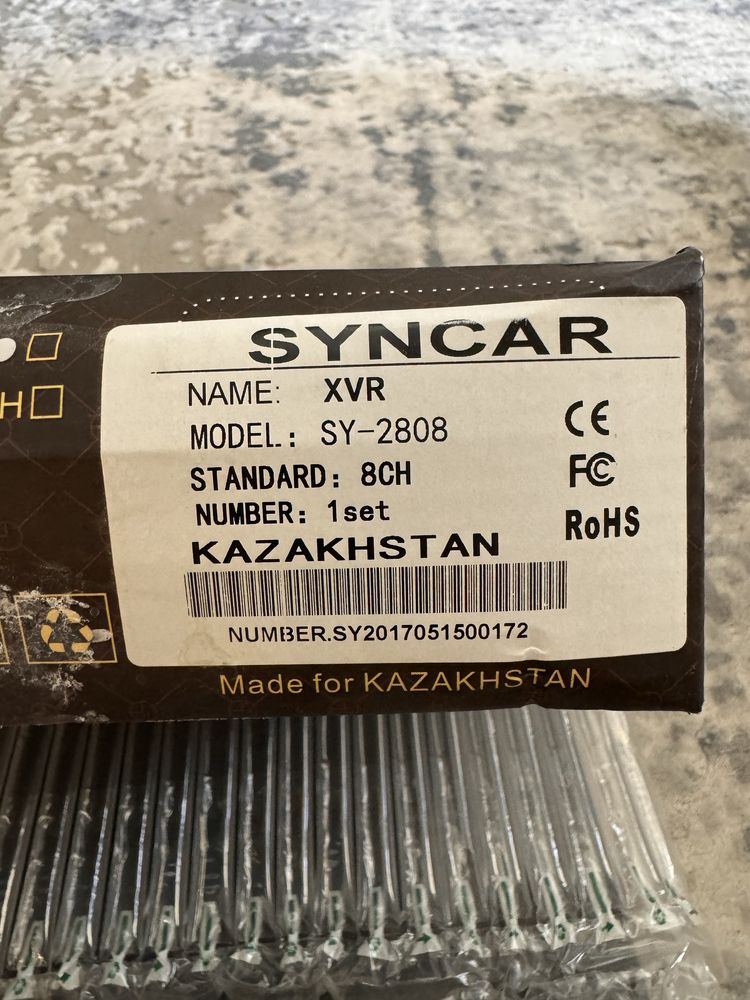 SYNCAR
NAME: XVR
MODEL.: SY-2808
STANDARD: 8CH
NUMBER: 1set
KAZAKHSTAN
CE
FC
RoHS
NUMBER.SY2017051500172
Made for KAZAKHSTAN
H